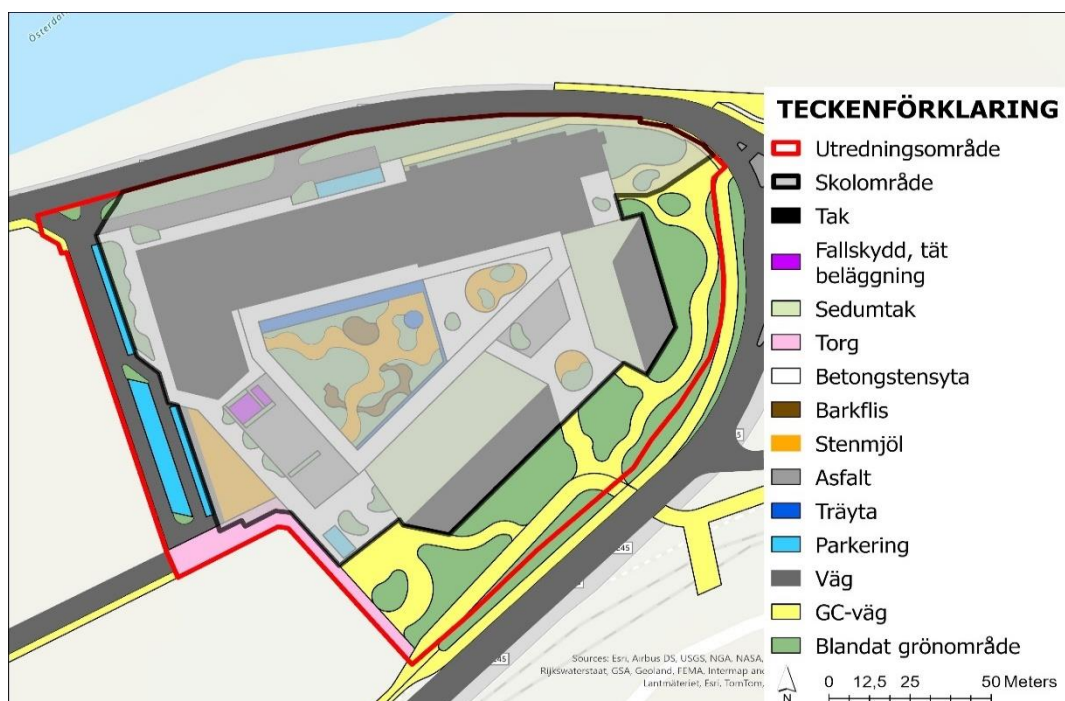 TECKENFÖRKLARING
Utredningsområde
Skolområde
Tak
Fallskydd, tät
beläggning
Sedumtak
Torg
Betongstensyta
Barkflis
Stenmjöl
Asfalt
Träyta
Parkering
Väg
GC-väg
Blandat grönområde
N
0 12,5 25 50 Meters
E45
Sources: Esri, Airbus DS, USGS, NGA, NASA,
Rijkswaterstaat, GSA, Geoland, FEMA, Intermap and
Lantmäteriet, Esri, TomTom,